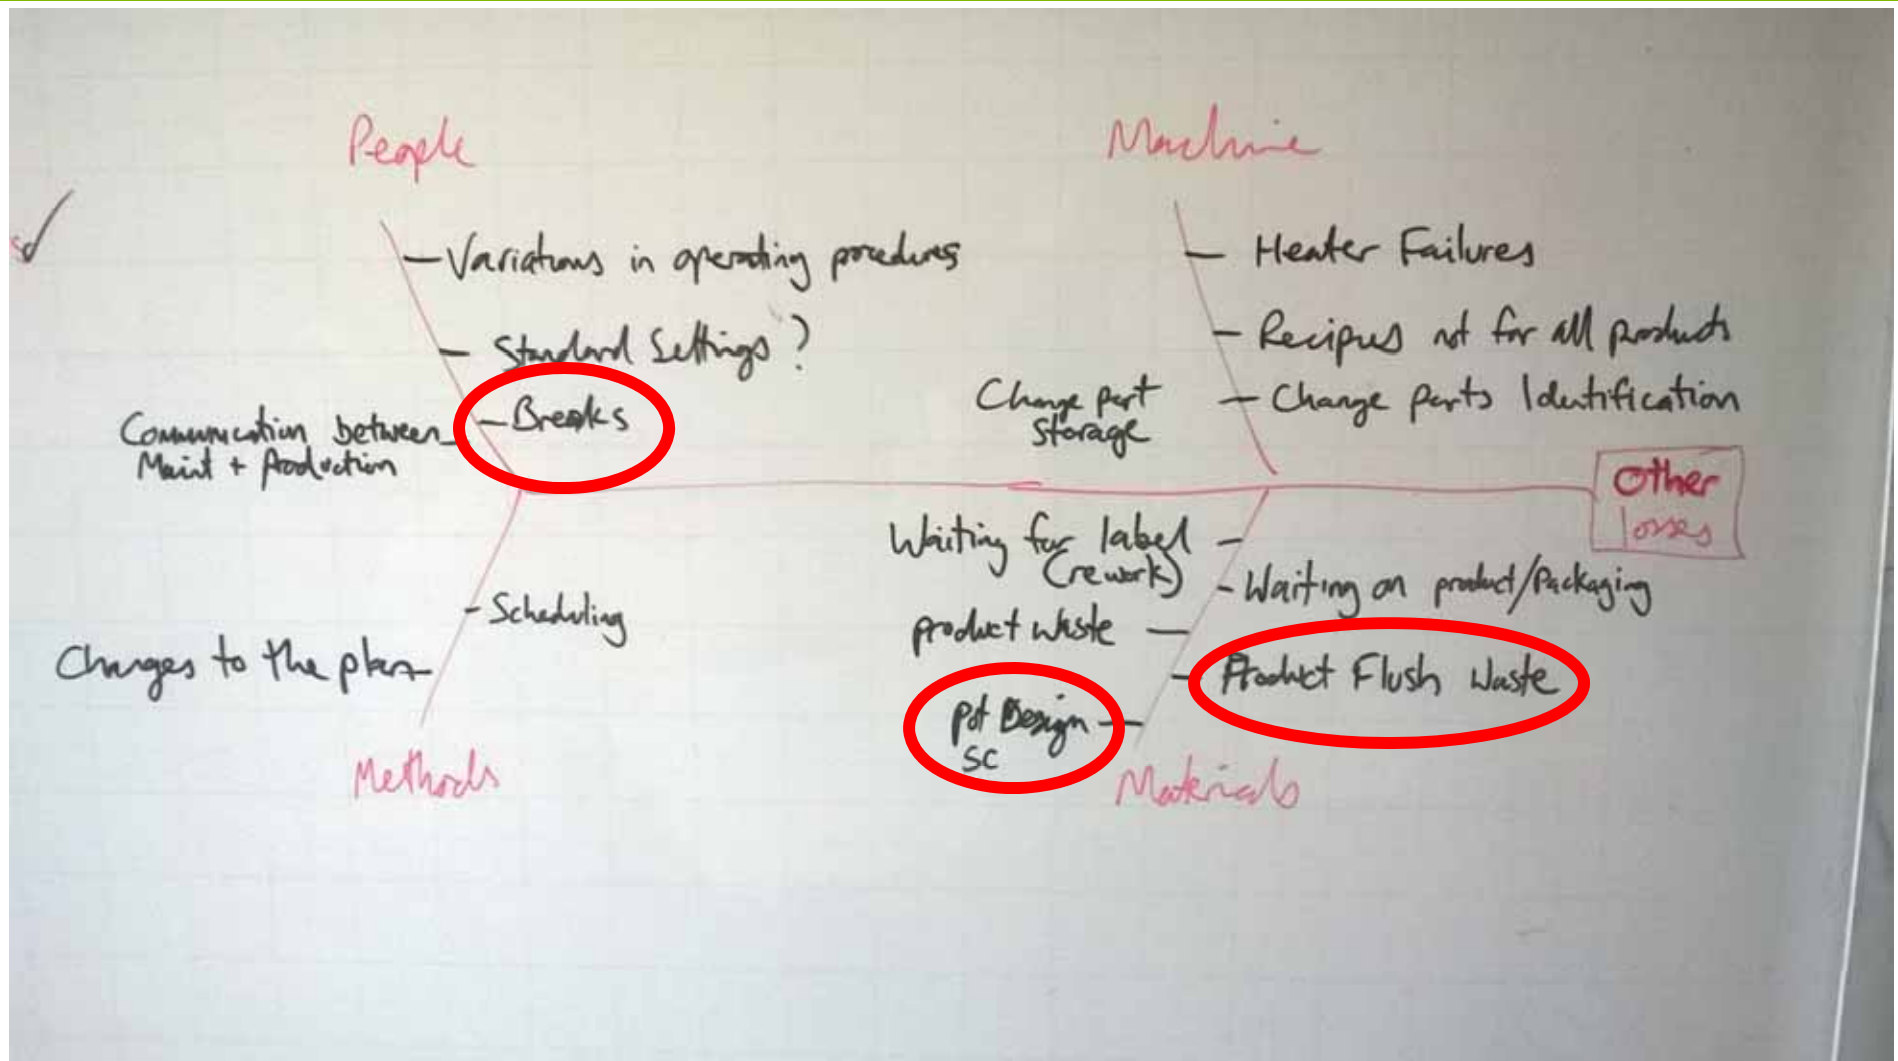 People
Machine
Variations in operating procedures
Heater Failures
Standard Settings ?
Recipies not for all products
Breaks
Change part
storage
Change parts Identification
Communication between
Maint + Production
Other
losses
Waiting for label
(rework)
Waiting on product/Packaging
Scheduling
product waste
Changes to the plan
Product Flush Waste
pot Design
SC
Methods
Materials